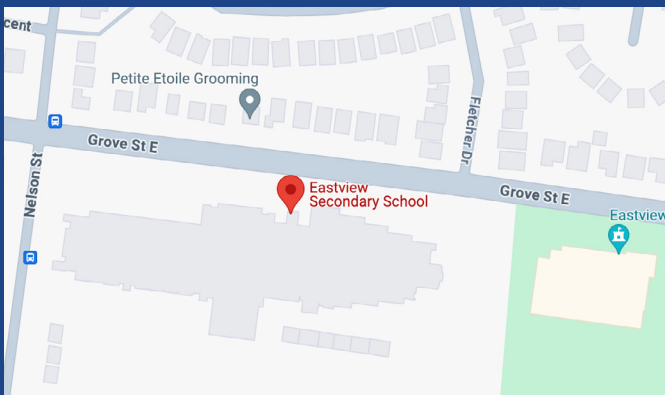 cent
Petite Etoile Grooming
Grove St E
Fletcher Dr
Nelson St
Eastview
Secondary School
Grove St E
Eastview